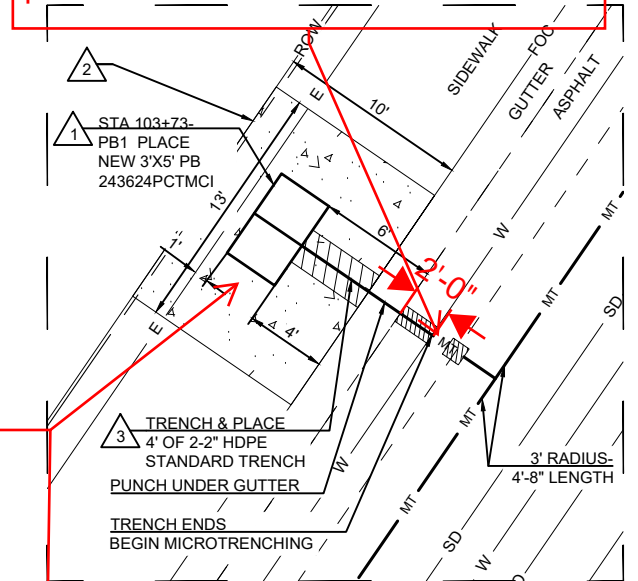 ROW
SIDEWALK
FOC
GUTTER
ASPHALT
2
E
10'
1
STA 103+73-
PB1 PLACE
NEW 3'X5' PB
243624PCTMCI
13'
6'
W
MT
1'
2'-0"
MT
SD
E
4'
MT
MT
3
TRENCH & PLACE
4' OF 2-2" HDPE
STANDARD TRENCH
W
3' RADIUS-
4'-8" LENGTH
PUNCH UNDER GUTTER
MT
TRENCH ENDS
BEGIN MICROTRENCHING
SD
W